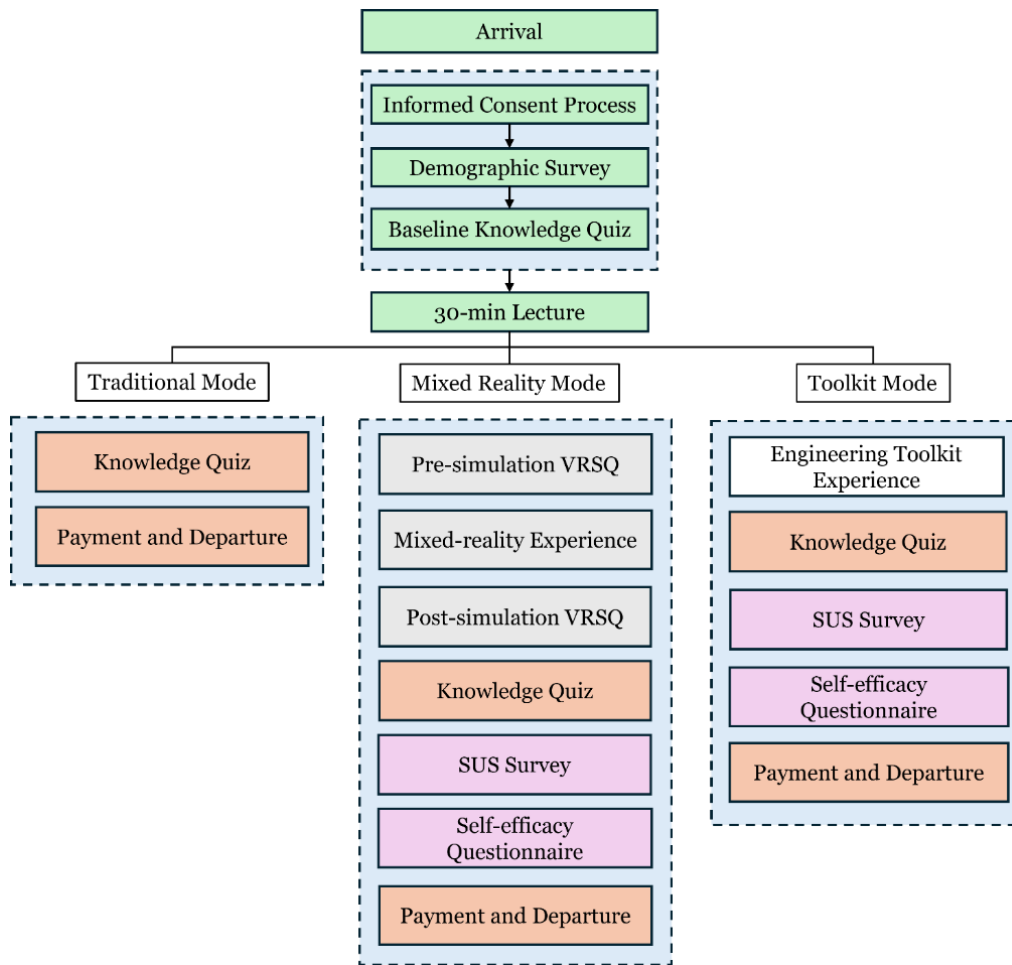 Arrival
Informed Consent Process
Demographic Survey
Baseline Knowledge Quiz
30-min Lecture
Traditional Mode
Knowledge Quiz
Payment and Departure
Mixed Reality Mode
Pre-simulation VRSQ
Mixed-reality Experience
Post-simulation VRSQ
Knowledge Quiz
SUS Survey
Self-efficacy
Questionnaire
Payment and Departure
Toolkit Mode
Engineering Toolkit
Experience
Knowledge Quiz
SUS Survey
Self-efficacy
Questionnaire
Payment and Departure